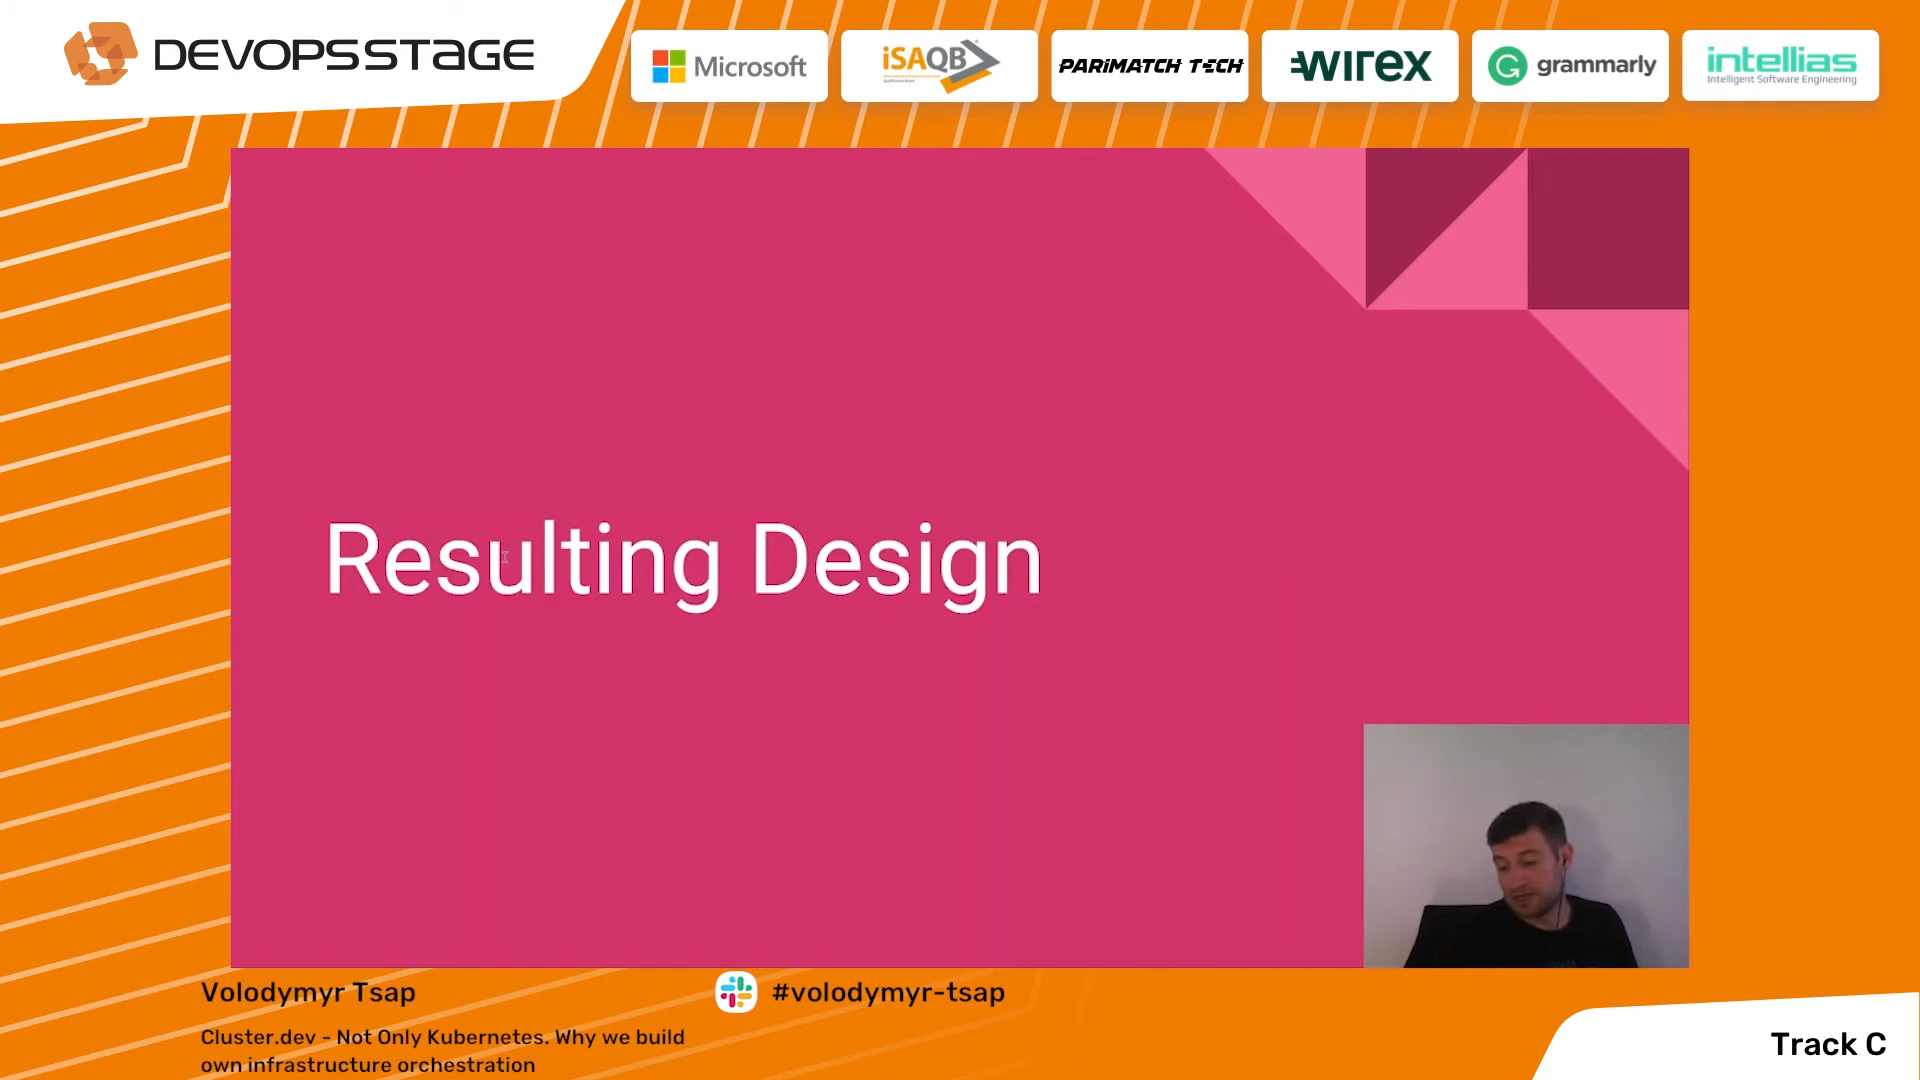 DEVOPSSTAGE
Microsoft
iSAQB
PARIMATCH TECH
wirex
grammarly
intellias
Intelligent Software Engineering
Resulting Design
Volodymyr Tsap
#volodymyr-tsap
Cluster.dev - Not Only Kubernetes. Why we build
own infrastructure orchestration
Track C